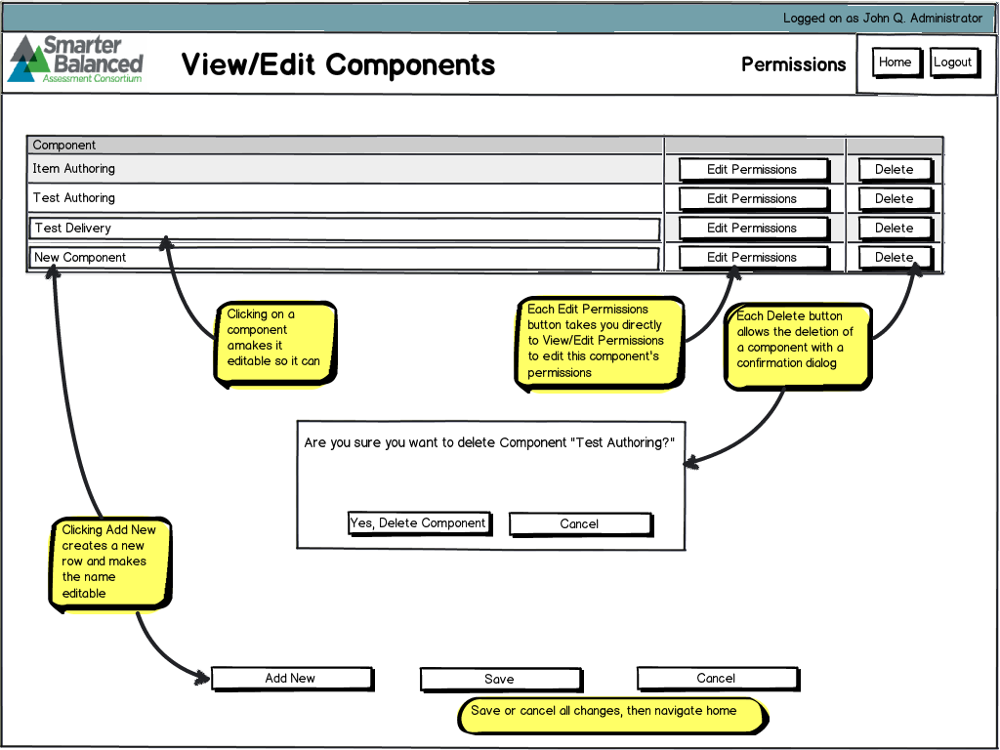 Logged on as John Q. Administrator
Smarter
Balanced
Assessment Consortium
View/Edit Components
Permissions
Home
Logout
Component
Item Authoring
Edit Permissions
Delete
Test Authoring
Edit Permissions
Delete
Test Delivery
Edit Permissions
Delete
New Component
Edit Permissions
Delete
Clicking on a
component
amakes it
editable so it can
Each Edit Permissions
button takes you directly
to View/Edit Permissions
to edit this component's
permissions
Each Delete button
allows the deletion of
a component with a
confirmation dialog
Are you sure you want to delete Component "Test Authoring?"
Yes, Delete Component
Cancel
Clicking Add New
creates a new
row and makes
the name
editable
Add New
Save
Cancel
Save or cancel all changes, then navigate home